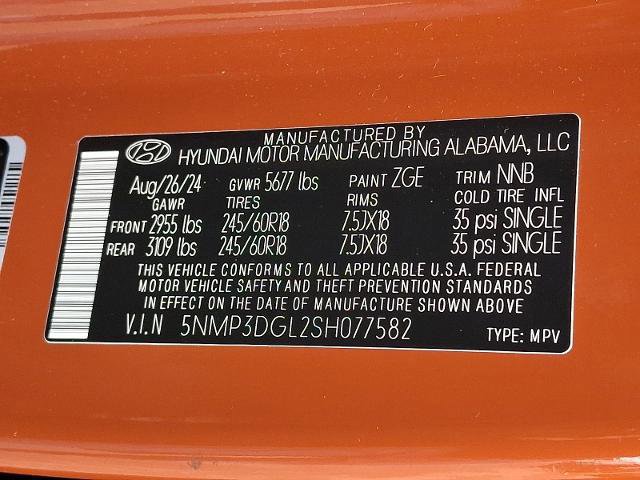 MANUFACTURED BY
HYUNDAI MOTOR MANUFACTURING ALABAMA, LLC
Aug/26/24 GVWR 5677 lbs PAINT ZGE TRIM NNB
GAWR TIRES RIMS COLD TIRE INFL
FRONT 2955 lbs 245/60R18 7.5JX18 35 psi SINGLE
REAR 3109 lbs 245/60R18 7.5JX18 35 psi SINGLE
THIS VEHICLE CONFORMS TO ALL APPLICABLE U.S.A. FEDERAL
MOTOR VEHICLE SAFETY AND THEFT PREVENTION STANDARDS
IN EFFECT ON THE DATE OF MANUFACTURE SHOWN ABOVE
V.I.N 5NMP3DGL2SH077582 TYPE: MPV